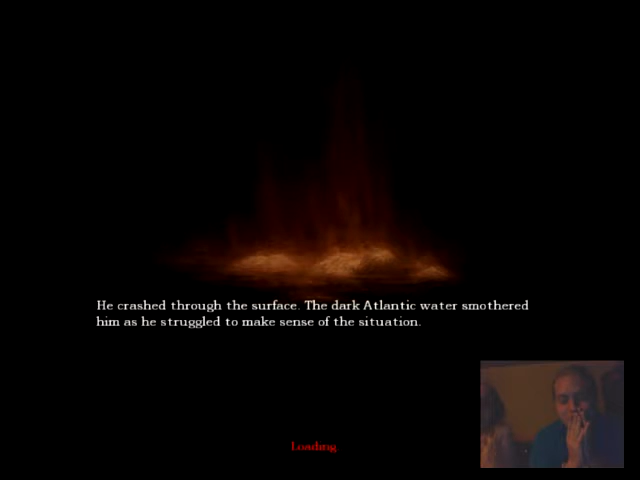 He crashed through the surface. The dark Atlantic water smothered
him as he struggled to make sense of the situation.
Loading